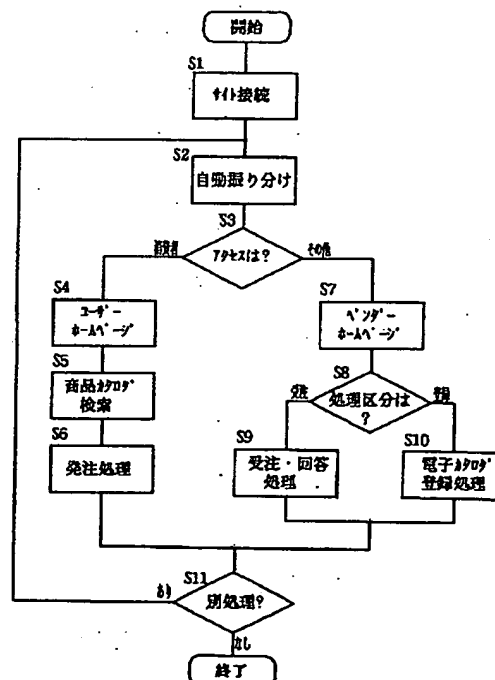 開始
S1
サイト接続
S2
自動振り分け
S3
アクセスは?
その他
S4
ユーザー
ホームページ
S7
ベンダー
ホームページ
S5
商品カタログ
検索
S8
処理区分は
?
S6
発注処理
S9
受注・回答
処理
S10
電子カタログ
登録処理
S11
別処理?
あり
なし
終了